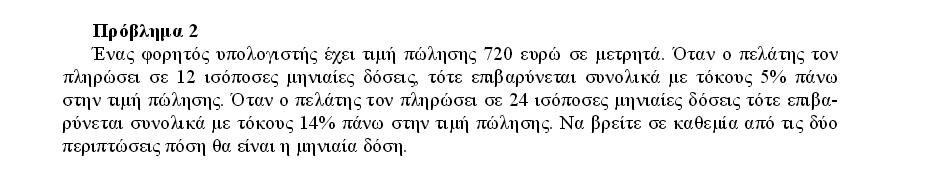 Πρόβλημα 2
Ένας φορητός υπολογιστής έχει τιμή πώλησης 720 ευρώ σε μετρητά. Όταν ο πελάτης τον
πληρώσει σε 12 ισόποσες μηνιαίες δόσεις, τότε επιβαρύνεται συνολικά με τόκους 5% πάνω
στην τιμή πώλησης. Όταν ο πελάτης τον πληρώσει σε 24 ισόποσες μηνιαίες δόσεις τότε επιβα-
ρύνεται συνολικά με τόκους 14% πάνω στην τιμή πώλησης. Να βρείτε σε καθεμία από τις δύο
περιπτώσεις πόση θα είναι η μηνιαία δόση.